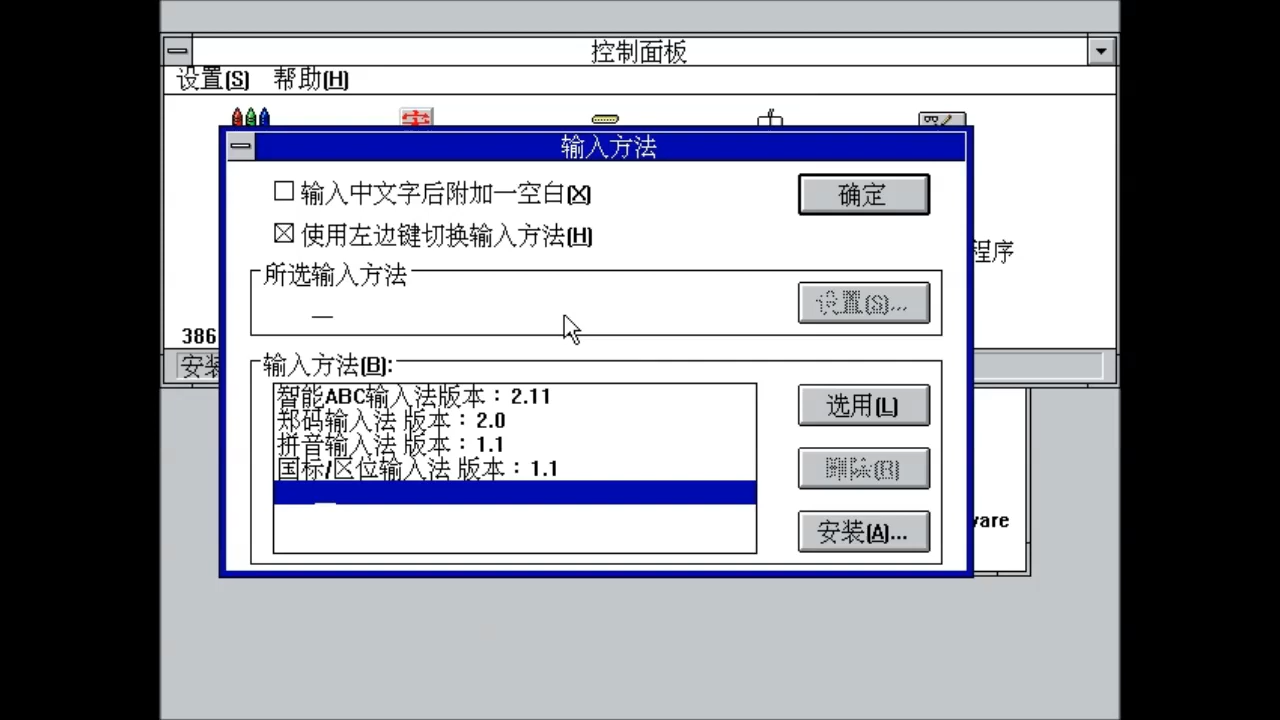 控制面板
设置(S) 帮助(H)
输入方法
输入中文字后附加一空白(X)
确定
使用左边键切换输入方法(H)
程序
所选输入方法
设置(S)...
386
安装
输入方法(B):
智能ABC输入法版本：2.11
郑码输入法 版本：2.0
选用(L)
拼音输入法 版本：1.1
国标/区位输入法 版本：1.1
删除(R)
安装(A)...
ware